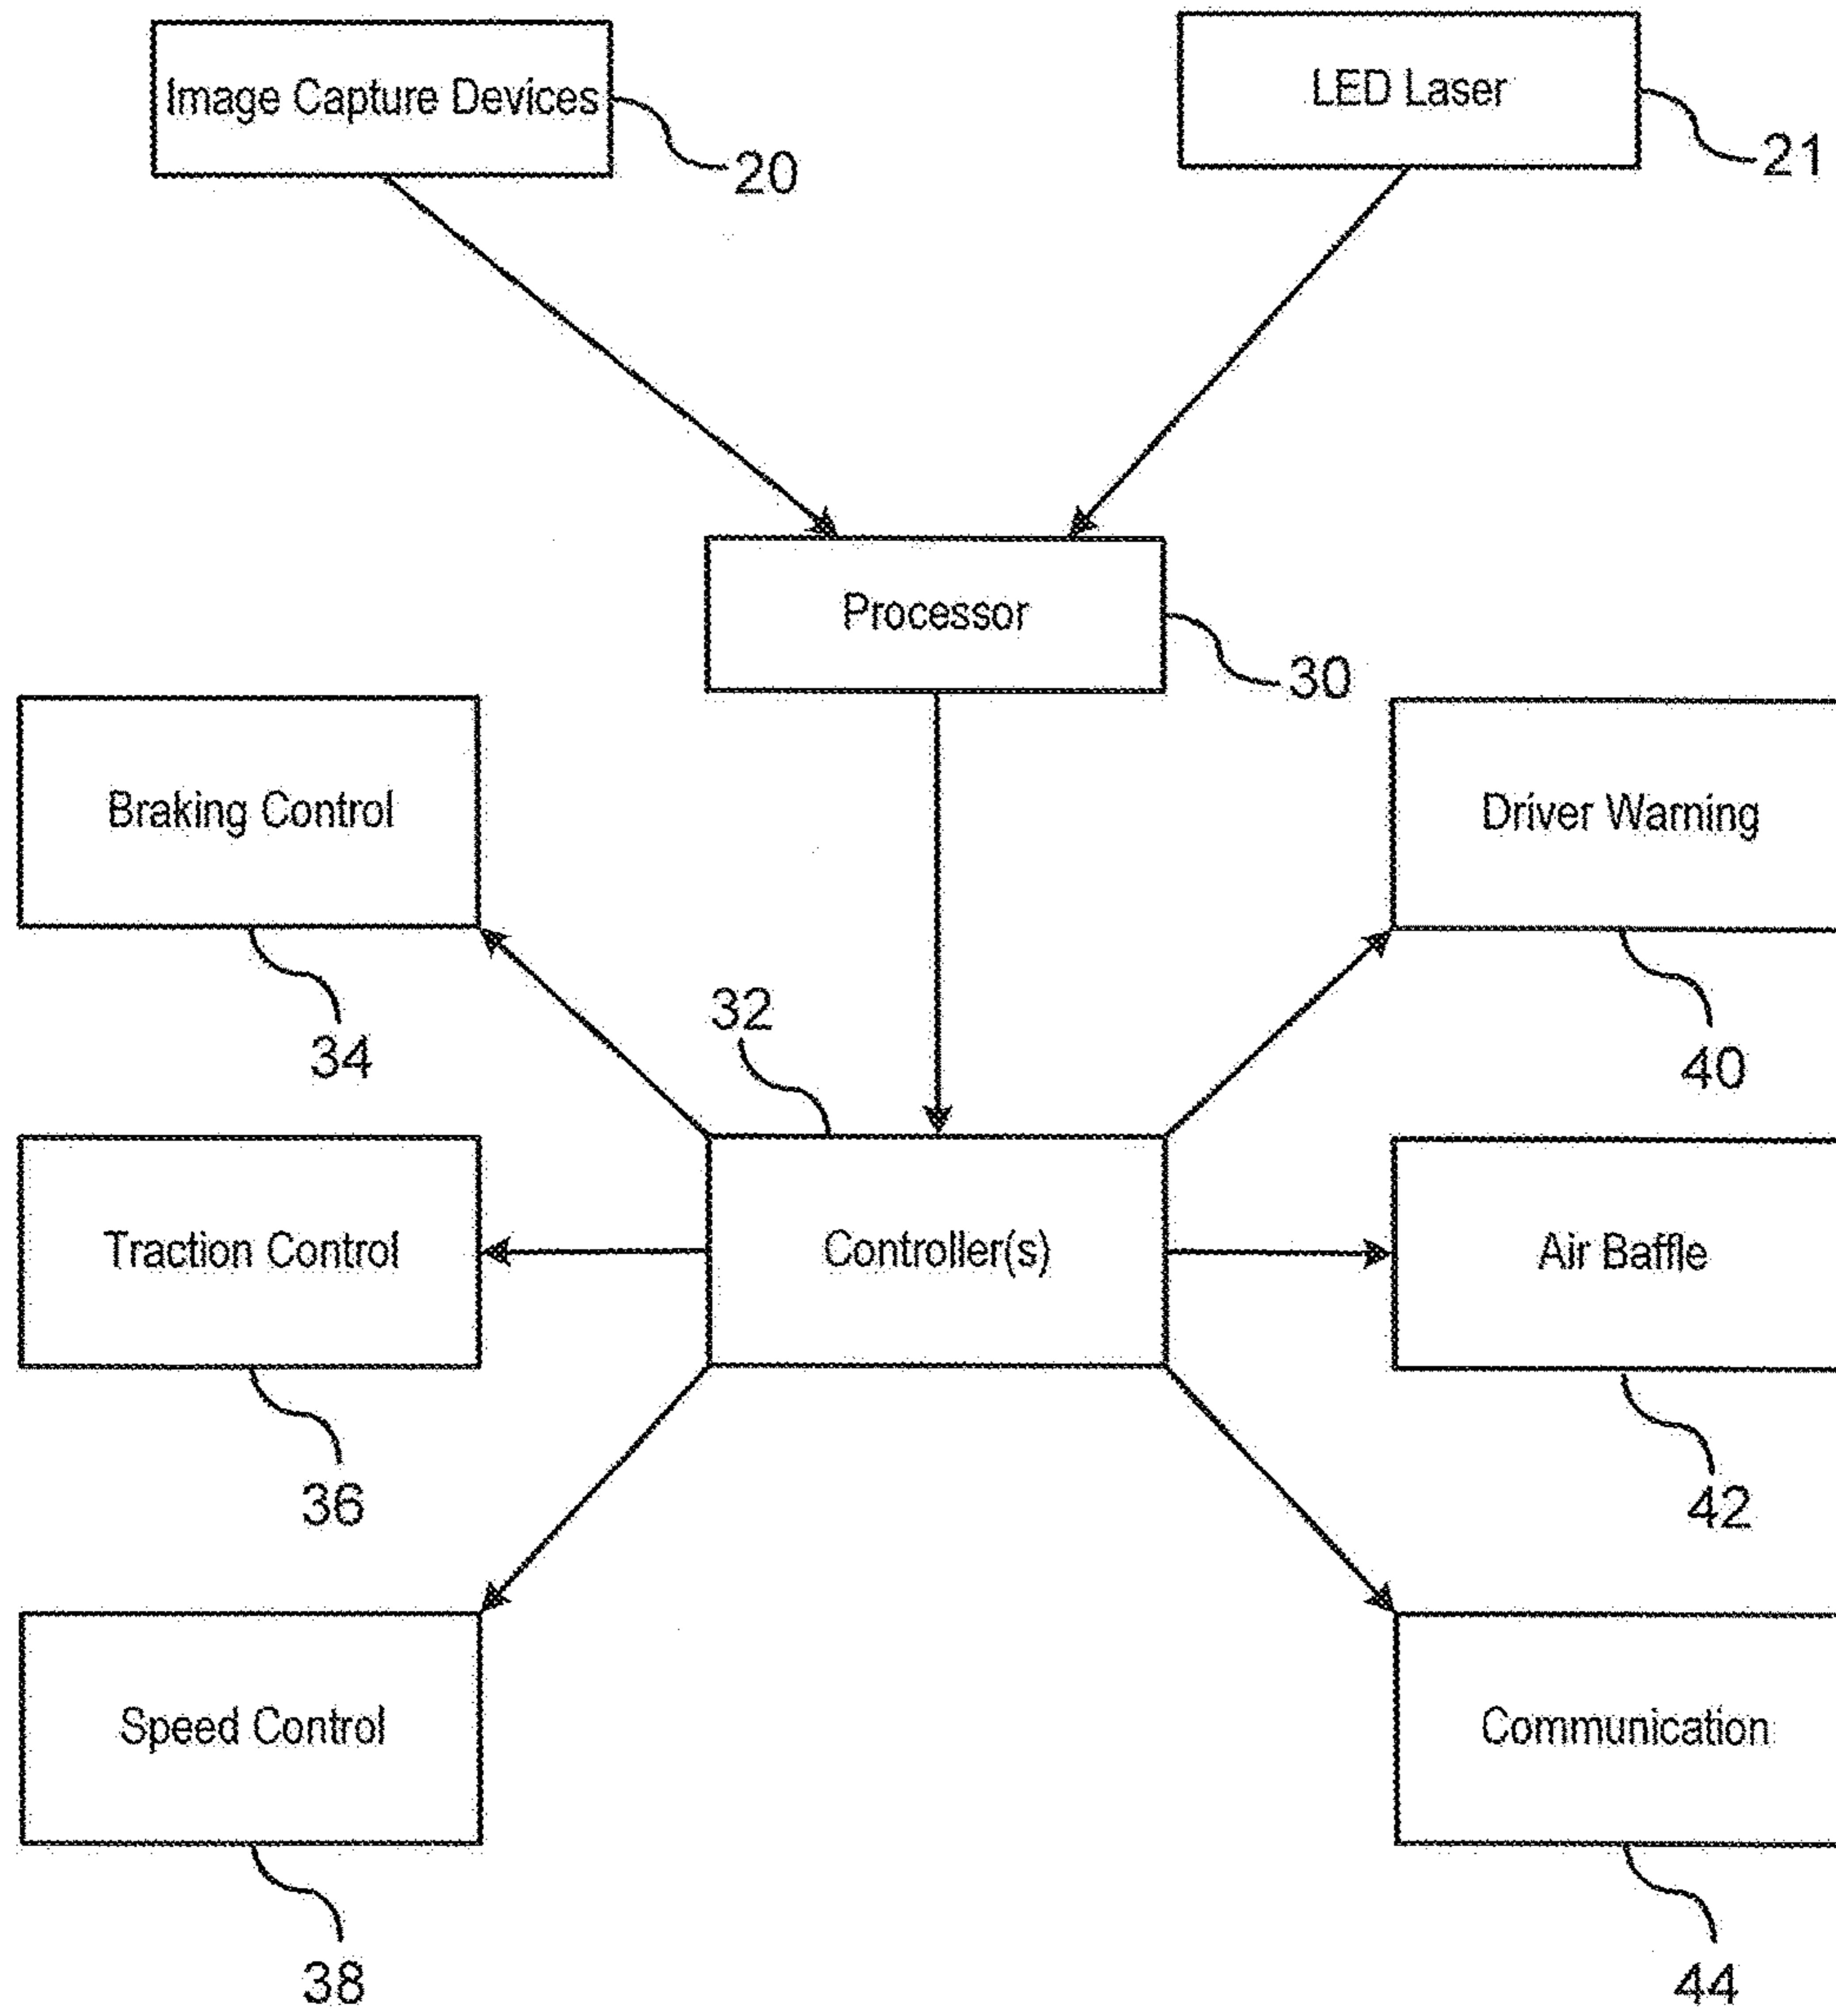 Image Capture Devices
20
LED Laser
21
Processor
30
Braking Control
34
Driver Warning
40
32
Controller(s)
Traction Control
36
Air Baffle
42
Speed Control
38
Communication
44